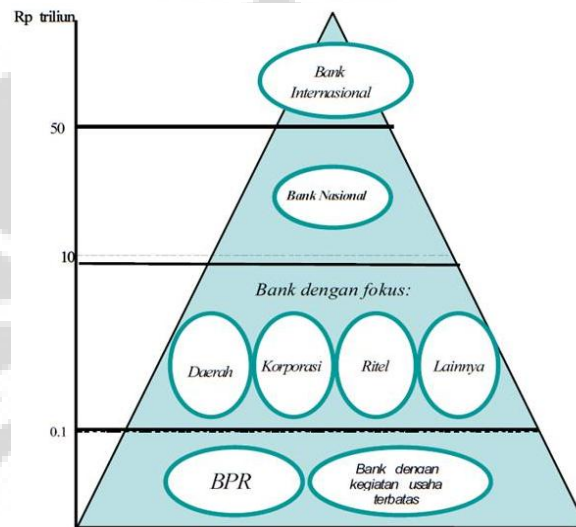 Rp triliun
Bank
Internasional
50
Bank Nasional
10
Bank dengan fokus:
Daerah
Korporasi
Ritel
Lainnya
0.1
BPR
Bank dengan
kegiatan usaha
terbatas